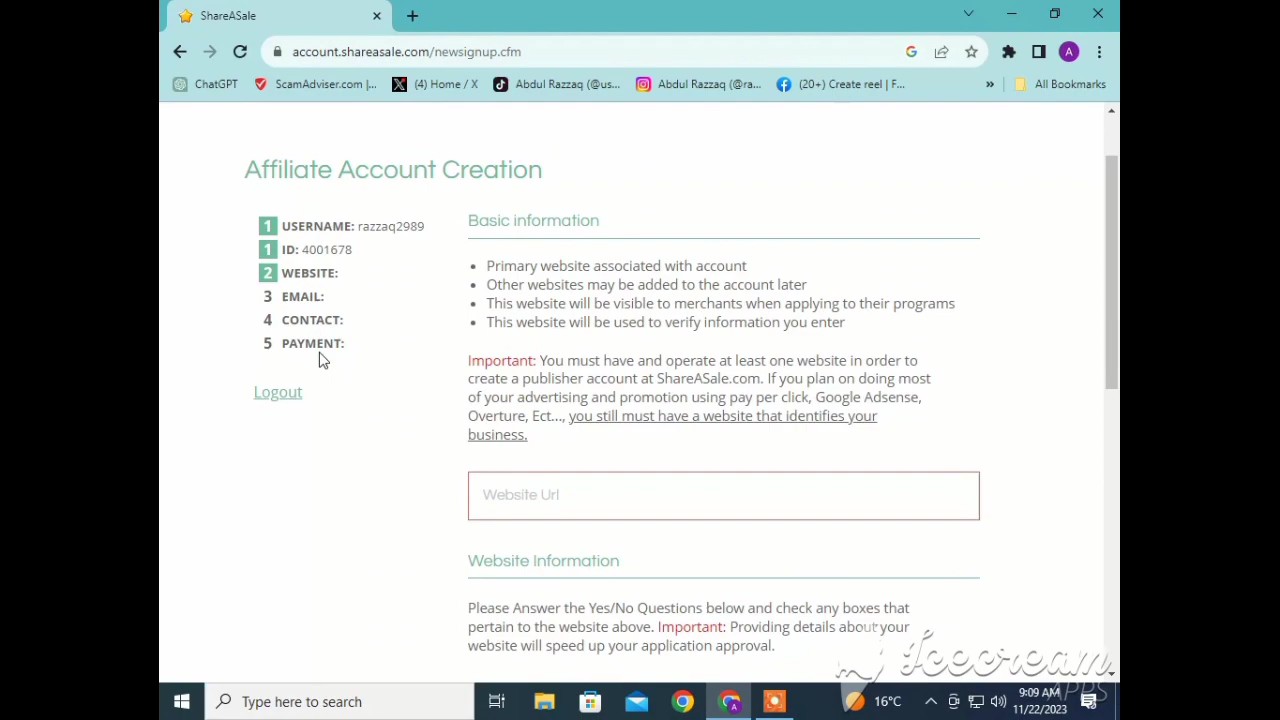 ShareASale
account.shareasale.com/newsignup.cfm
A
ChatGPT
ScamAdviser.com |...
(4) Home / X
Abdul Razzaq (@us...
Abdul Razzaq (@ra...
(20+) Create reel | F...
»
All Bookmarks
Affiliate Account Creation
1 USERNAME: razzaq2989
1 ID: 4001678
2 WEBSITE:
3 EMAIL:
4 CONTACT:
5 PAYMENT:
Logout
Basic information
• Primary website associated with account
• Other websites may be added to the account later
• This website will be visible to merchants when applying to their programs
• This website will be used to verify information you enter
Important: You must have and operate at least one website in order to
create a publisher account at ShareASale.com. If you plan on doing most
of your advertising and promotion using pay per click, Google Adsense,
Overture, Ect..., you still must have a website that identifies your
business.
Website Url
Website Information
Please Answer the Yes/No Questions below and check any boxes that
pertain to the website above. Important: Providing details about your
website will speed up your application approval.
Icecream
APPS
Type here to search
A
16°C
9:09 AM
11/22/2023